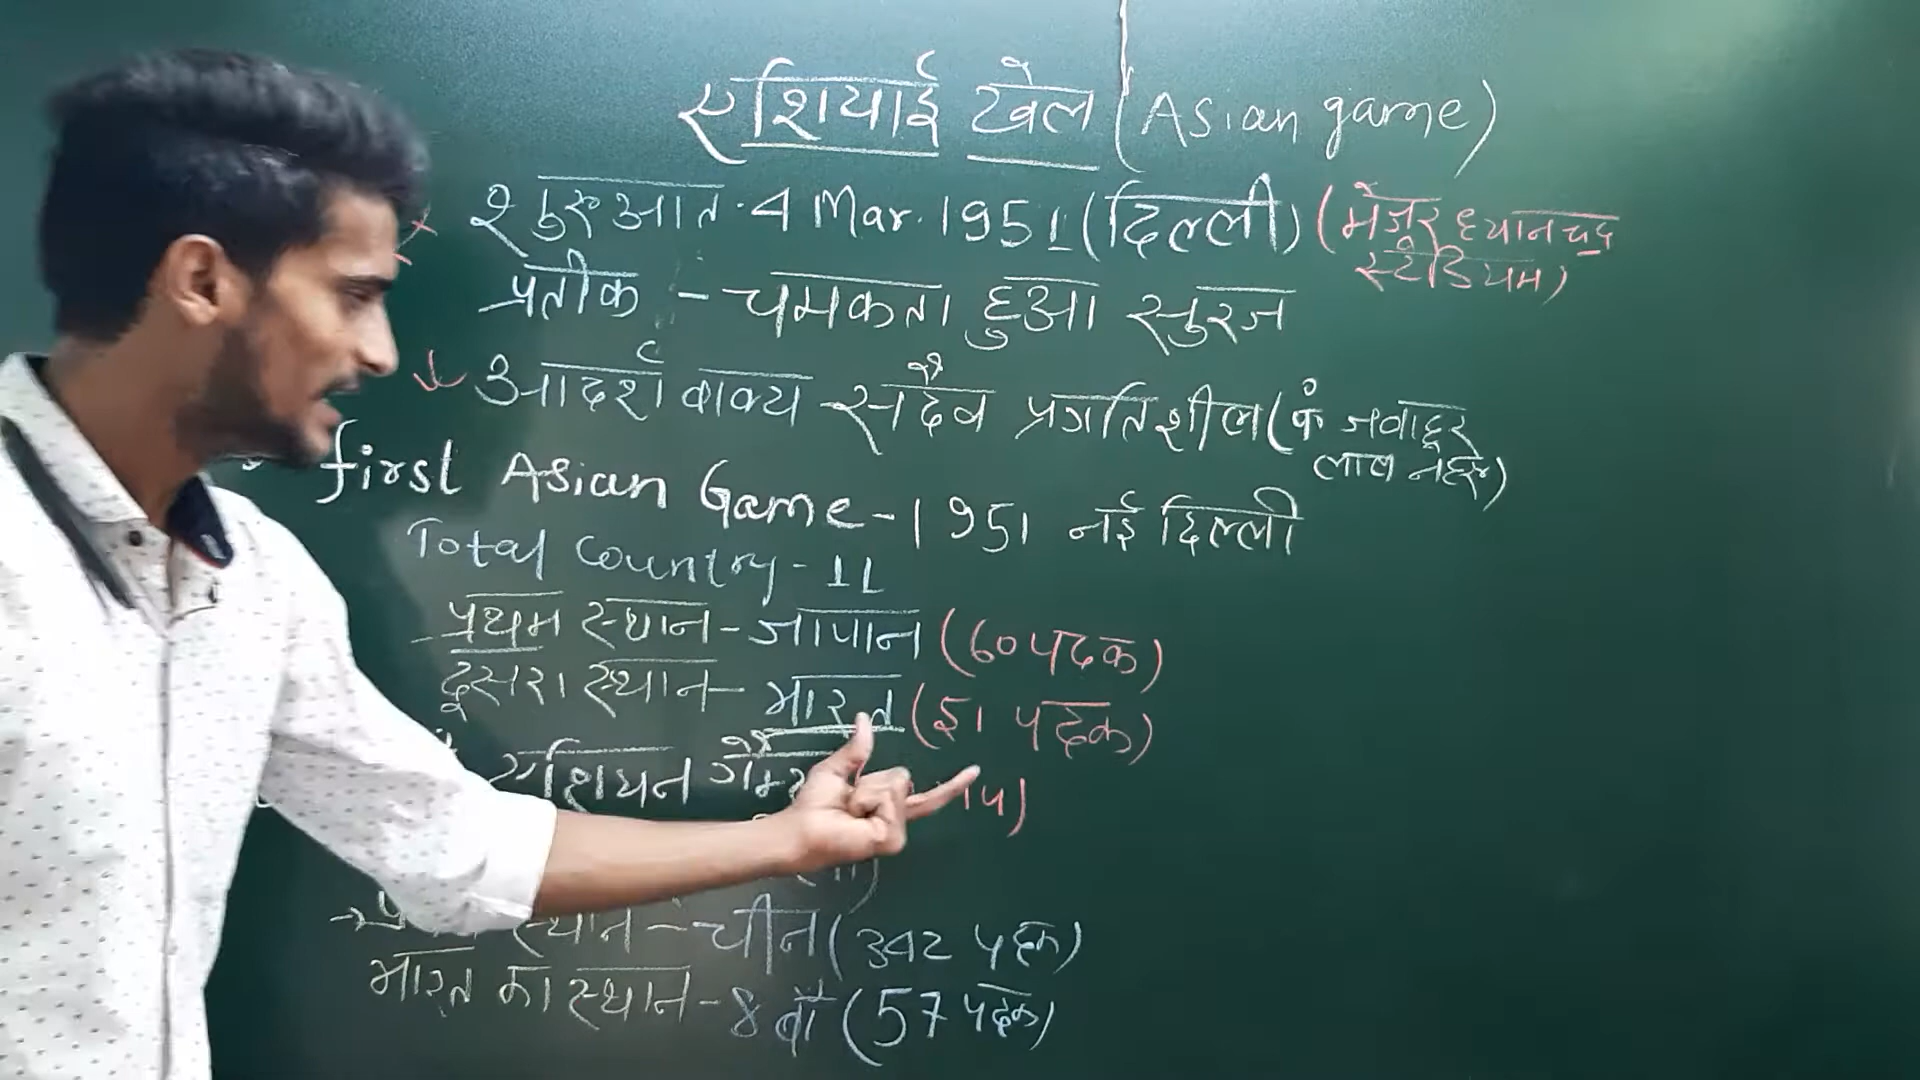 एशियाई खेल (Asian game)
शुरुआत - 4 Mar. 1951 (दिल्ली) (मेजर ध्यानचंद
स्टेडियम)
प्रतीक - चमकता हुआ सुरज
आदर्श वाक्य - सदैव प्रगतिशील (पं जवाहर
लाल नेहरू)
first Asian Game - 1951 नई दिल्ली
Total Country - 11
प्रथम स्थान - जापान (60 पदक)
दूसरा स्थान - भारत (51 पदक)
एशियन
स्थान - चीन (342 पदक)
भारत का स्थान - 8 वाँ (57 पदक)